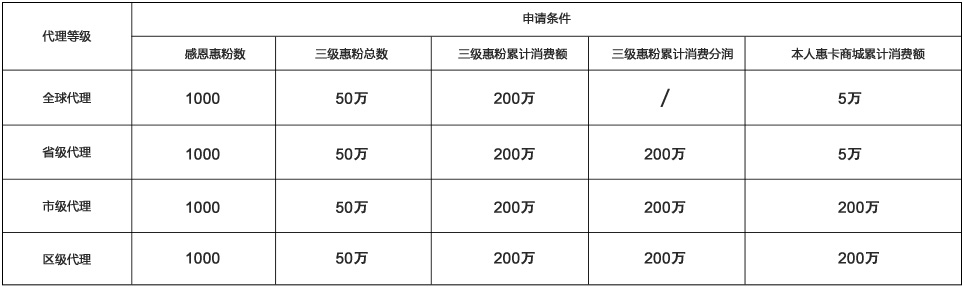 代理等级 申请条件
感恩惠粉数 三级惠粉总数 三级惠粉累计消费额 三级惠粉累计消费分润 本人惠卡商城累计消费额
全球代理 1000 50万 200万 / 5万
省级代理 1000 50万 200万 200万 5万
市级代理 1000 50万 200万 200万 200万
区级代理 1000 50万 200万 200万 200万